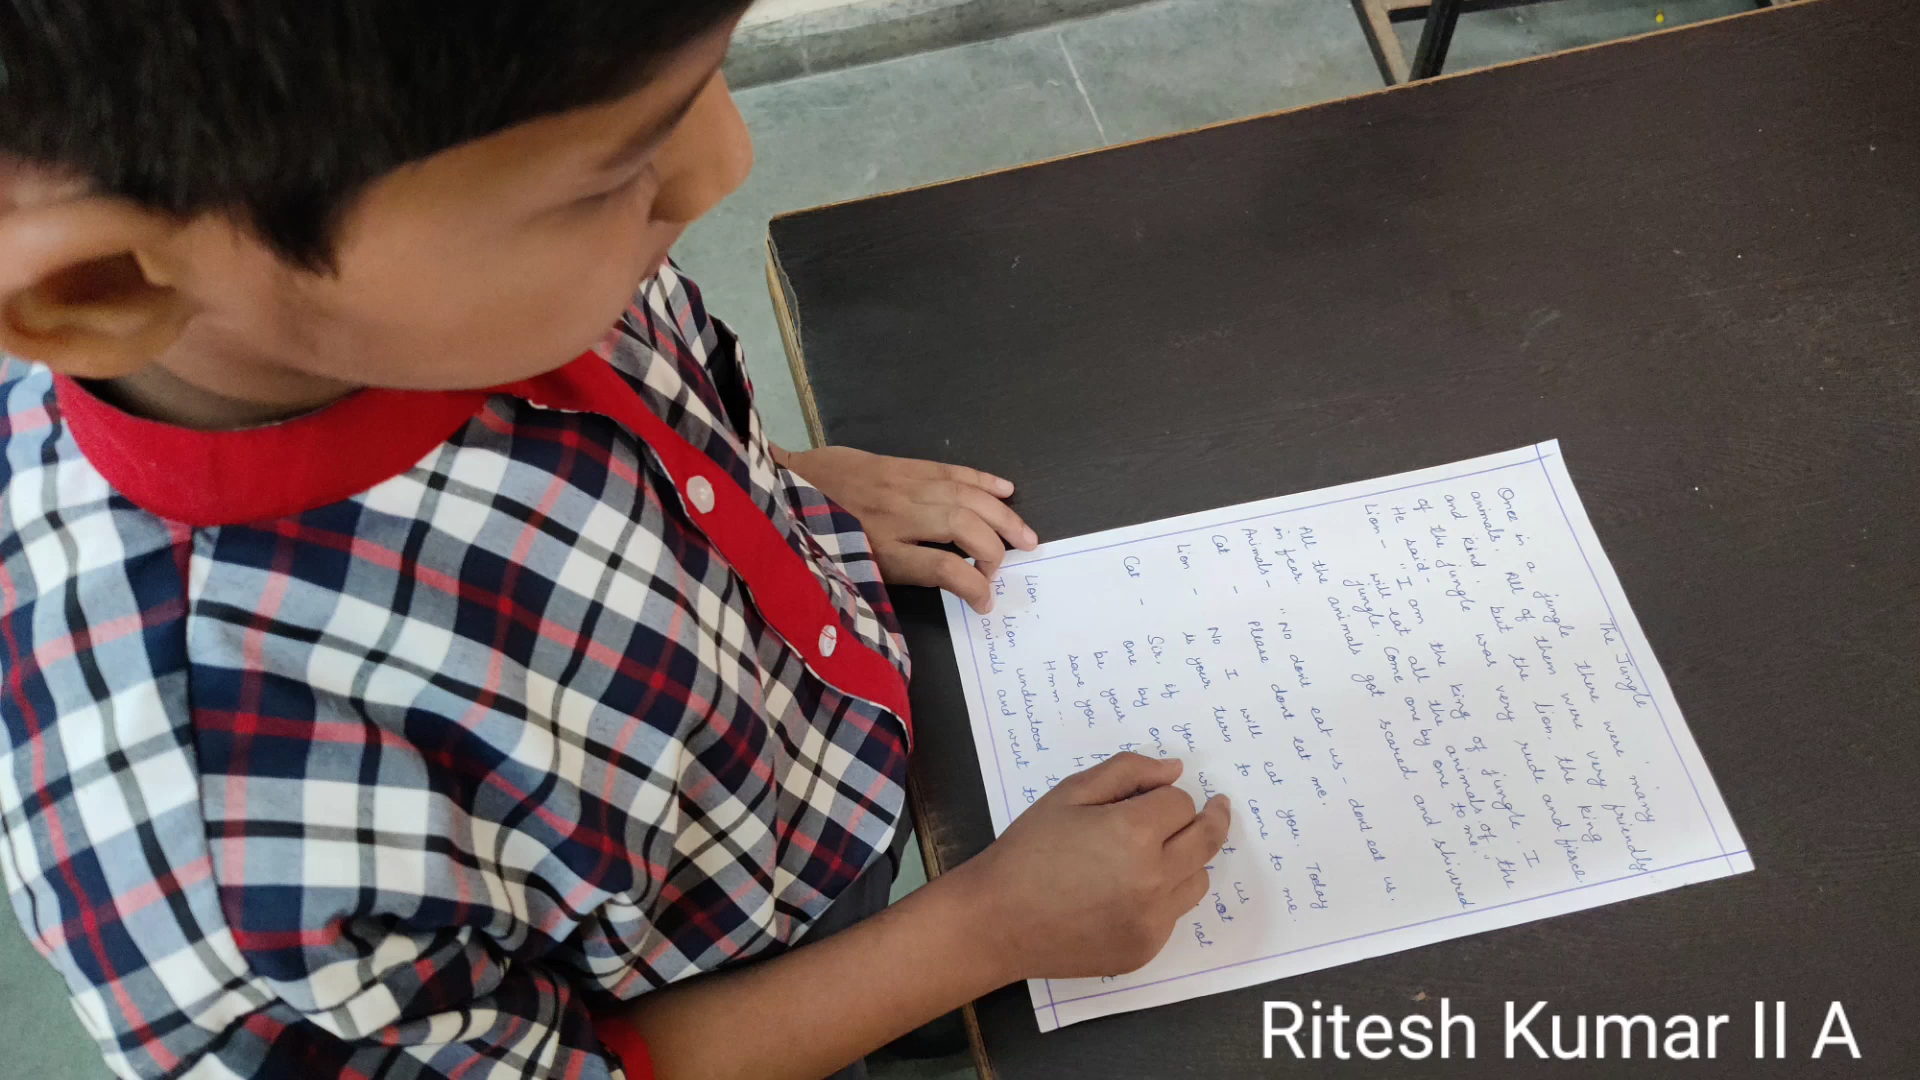 The Jungle
Once in a jungle there were many
animals. All of them were very friendly
and kind. but the lion, the king
of the jungle was very rude and fierce.
He said-
Lion - "I am the king of jungle. I
will eat all the animals of the
jungle. Come one by one to me."
All the animals got scared and shivered
in fear.
Animals - "No dont eat us - dont eat us.
Cat - Please dont eat me.
Lion - No I will eat you. Today
is your turn to come to me.
Cat - Sir, if you will us
one by one not
be your not
save you
Lion - Hmm... H
The lion understood
animals and went to
Ritesh Kumar II A